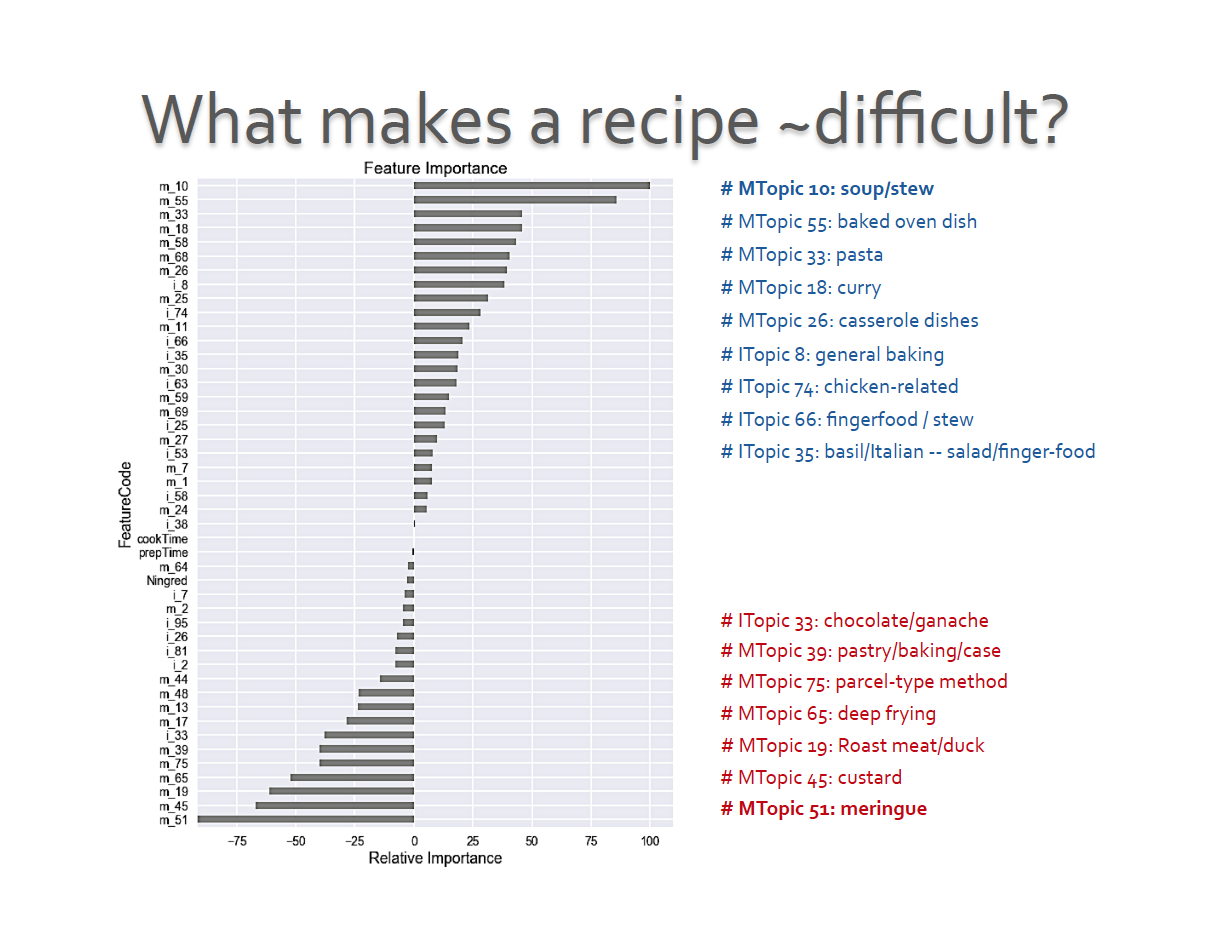 What makes a recipe ~difficult?
Feature Importance
m_10
m_55
m_33
m_18
m_58
m_68
m_26
i_8
m_25
i_74
m_11
i_66
i_35
m_30
i_63
m_59
m_69
i_25
m_27
i_53
m_7
m_1
i_58
m_24
i_38
cookTime
prepTime
m_64
Ningred
i_7
m_2
i_95
i_26
i_81
i_2
m_44
m_48
m_13
m_17
i_33
m_39
m_75
m_65
m_19
m_45
m_51
FeatureCode
−75 −50 −25 0 25 50 75 100
Relative Importance
# MTopic 10: soup/stew
# MTopic 55: baked oven dish
# MTopic 33: pasta
# MTopic 18: curry
# MTopic 26: casserole dishes
# ITopic 8: general baking
# ITopic 74: chicken-related
# ITopic 66: fingerfood / stew
# ITopic 35: basil/Italian -- salad/finger-food
# ITopic 33: chocolate/ganache
# MTopic 39: pastry/baking/case
# MTopic 75: parcel-type method
# MTopic 65: deep frying
# MTopic 19: Roast meat/duck
# MTopic 45: custard
# MTopic 51: meringue